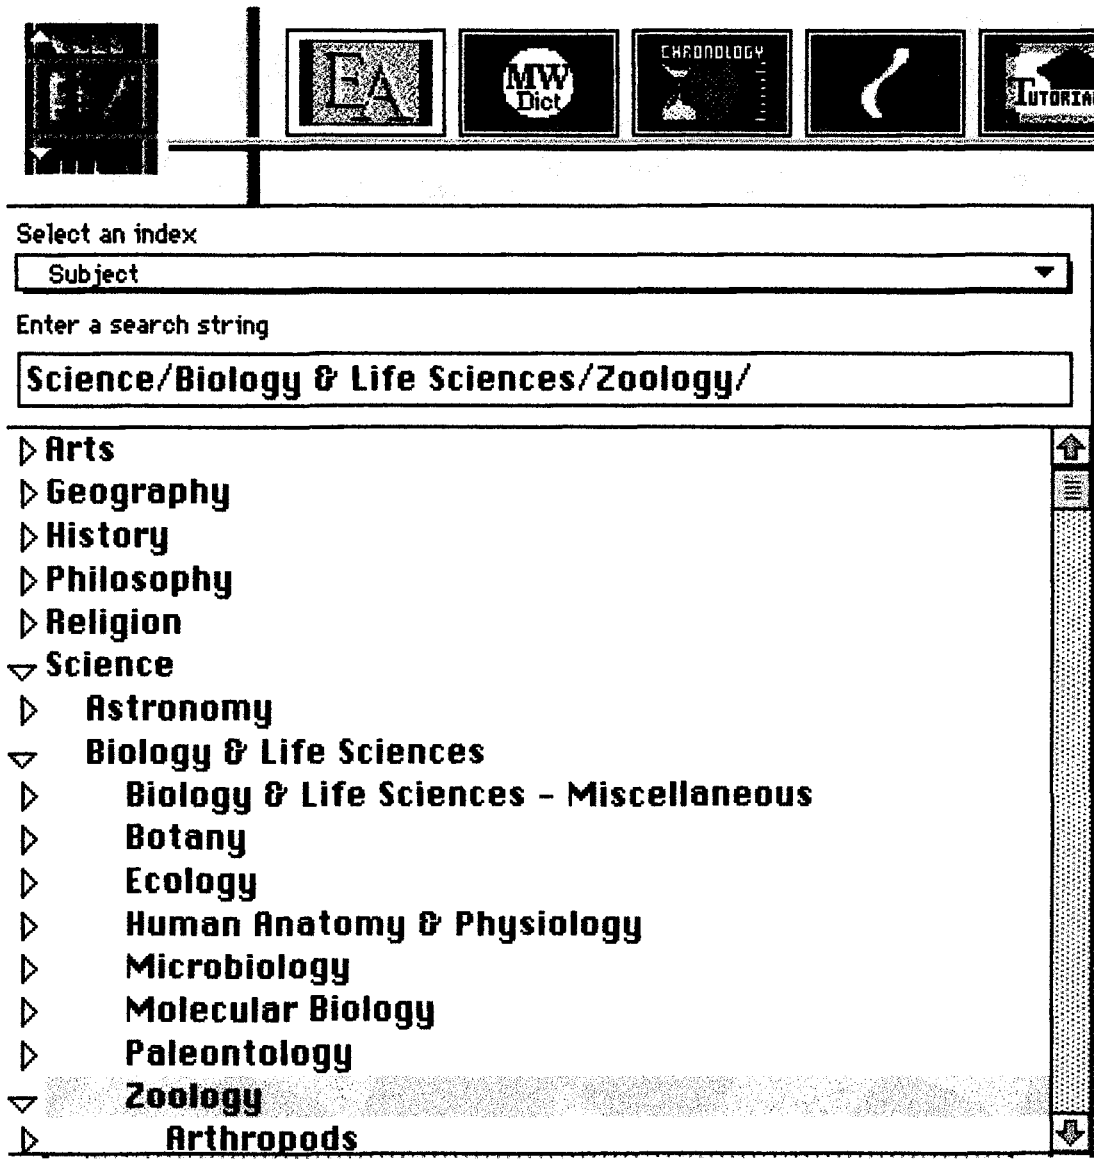 EA
MW
Dict
CHRONOLOGY
TUTORIA
Select an index
Subject
Enter a search string
Science/Biology & Life Sciences/Zoology/
Arts
Geography
History
Philosophy
Religion
Science
Astronomy
Biology & Life Sciences
Biology & Life Sciences - Miscellaneous
Botany
Ecology
Human Anatomy & Physiology
Microbiology
Molecular Biology
Paleontology
Zoology
Arthropods